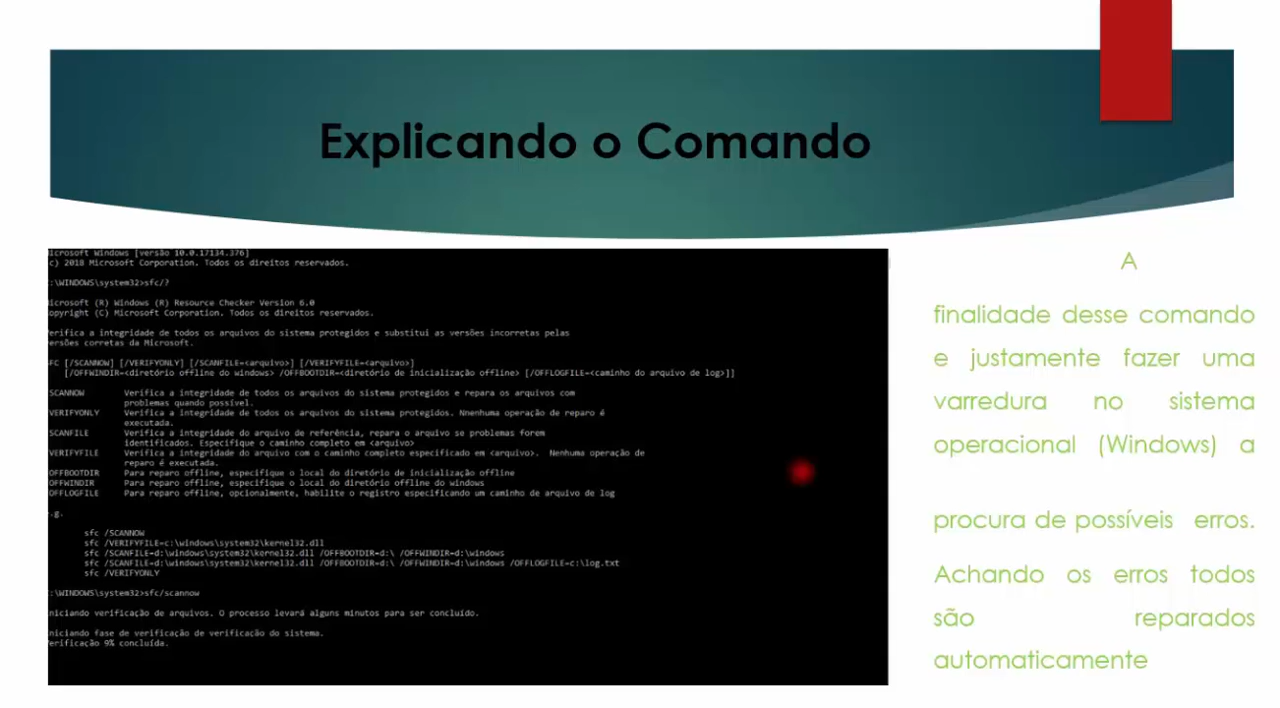 Explicando o Comando
icrosoft Windows [versão 10.0.17134.376]
c) 2018 Microsoft Corporation. Todos os direitos reservados.
:\WINDOWS\system32>sfc/?
icrosoft (R) Windows (R) Resource Checker Version 6.0
opyright (C) Microsoft Corporation. Todos os direitos reservados.
erifica a integridade de todos os arquivos do sistema protegidos e substitui as versões incorretas pelas
ersões corretas da Microsoft.
FC [/SCANNOW] [/VERIFYONLY] [/SCANFILE=<arquivo>] [/VERIFYFILE=<arquivo>]
[/OFFWINDIR=<diretório offline do windows> /OFFBOOTDIR=<diretório de inicialização offline> [/OFFLOGFILE=<caminho do arquivo de log>]]
SCANNOW Verifica a integridade de todos os arquivos do sistema protegidos e repara os arquivos com
problemas quando possível.
VERIFYONLY Verifica a integridade de todos os arquivos do sistema protegidos. Nnenhuma operação de reparo é
executada.
SCANFILE Verifica a integridade do arquivo de referência, repara o arquivo se problemas forem
identificados. Especifique o caminho completo em <arquivo>
VERIFYFILE Verifica a integridade do arquivo com o caminho completo especificado em <arquivo>. Nenhuma operação de
reparo é executada.
OFFBOOTDIR Para reparo offline, especifique o local do diretório de inicialização offline
OFFWINDIR Para reparo offline, especifique o local do diretório offline do windows
OFFLOGFILE Para reparo offline, opcionalmente, habilite o registro especificando um caminho de arquivo de log
.g.
sfc /SCANNOW
sfc /VERIFYFILE=c:\windows\system32\kernel32.dll
sfc /SCANFILE=d:\windows\system32\kernel32.dll /OFFBOOTDIR=d:\ /OFFWINDIR=d:\windows
sfc /SCANFILE=d:\windows\system32\kernel32.dll /OFFBOOTDIR=d:\ /OFFWINDIR=d:\windows /OFFLOGFILE=c:\log.txt
sfc /VERIFYONLY
:\WINDOWS\system32>sfc/scannow
niciando verificação de arquivos. O processo levará alguns minutos para ser concluído.
niciando fase de verificação de verificação do sistema.
erificação 9% concluída.
A
finalidade desse comando
e justamente fazer uma
varredura no sistema
operacional (Windows) a
procura de possíveis erros.
Achando os erros todos
são reparados
automaticamente